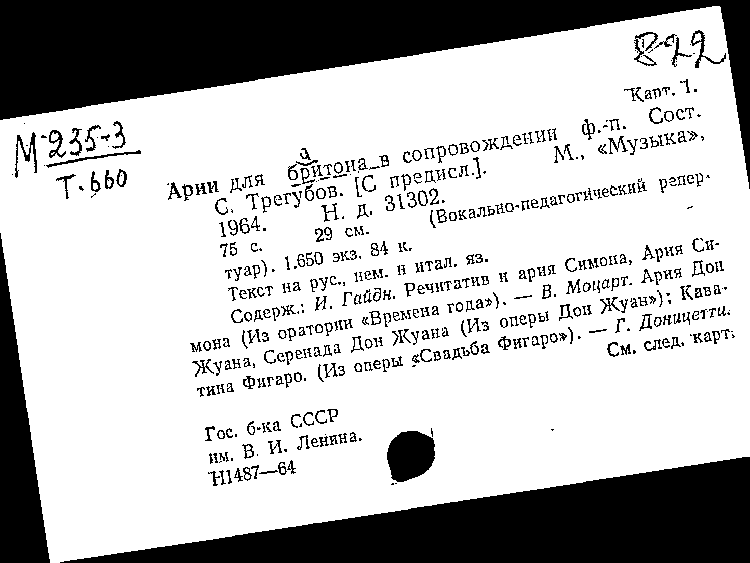 822
Карт. 1.
М-235-3
Т.660
Арии для бритона в сопровождении ф.-п. Сост.
а
С. Трегубов. [С предисл.]. М., «Музыка»,
1964. Н. д. 31302.
75 с. 29 см. (Вокально-педагогический репер-
туар). 1.650 экз. 84 к.
Текст на рус., нем. и итал. яз.
Содерж.: И. Гайдн. Речитатив и ария Симона, Ария Си-
мона (Из оратории «Времена года»). — В. Моцарт. Ария Дон
Жуана, Серенада Дон Жуана (Из оперы Дон Жуан»); Кава-
тина Фигаро. (Из оперы «Свадьба Фигаро»). — Г. Доницетти.
См. след. карт.
Гос. б-ка СССР
им. В. И. Ленина.
Н1487—64